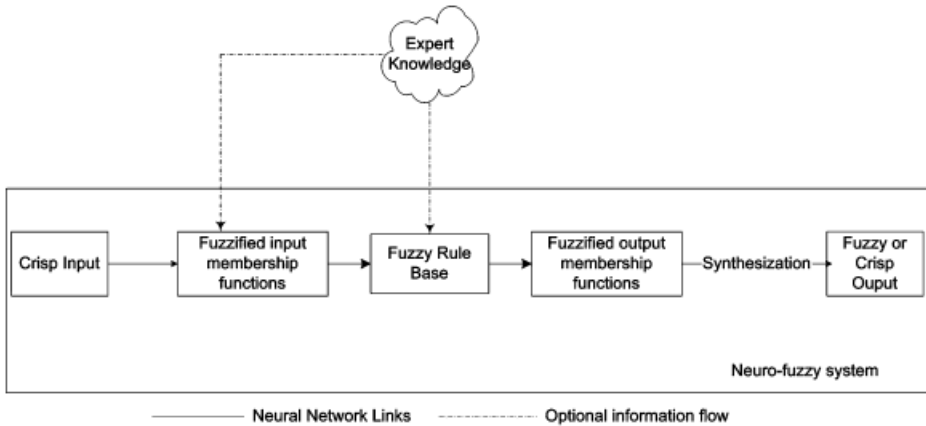 Expert
Knowledge
Crisp Input
Fuzzified input
membership
functions
Fuzzy Rule
Base
Fuzzified output
membership
functions
Synthesization
Fuzzy or
Crisp
Ouput
Neuro-fuzzy system
Neural Network Links
Optional information flow